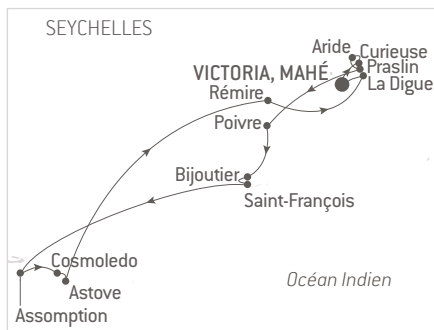 SEYCHELLES
Aride
Curieuse
Praslin
VICTORIA, MAHÉ
La Digue
Rémire
Poivre
Bijoutier
Saint-François
Cosmoledo
Astove
Océan Indien
Assomption